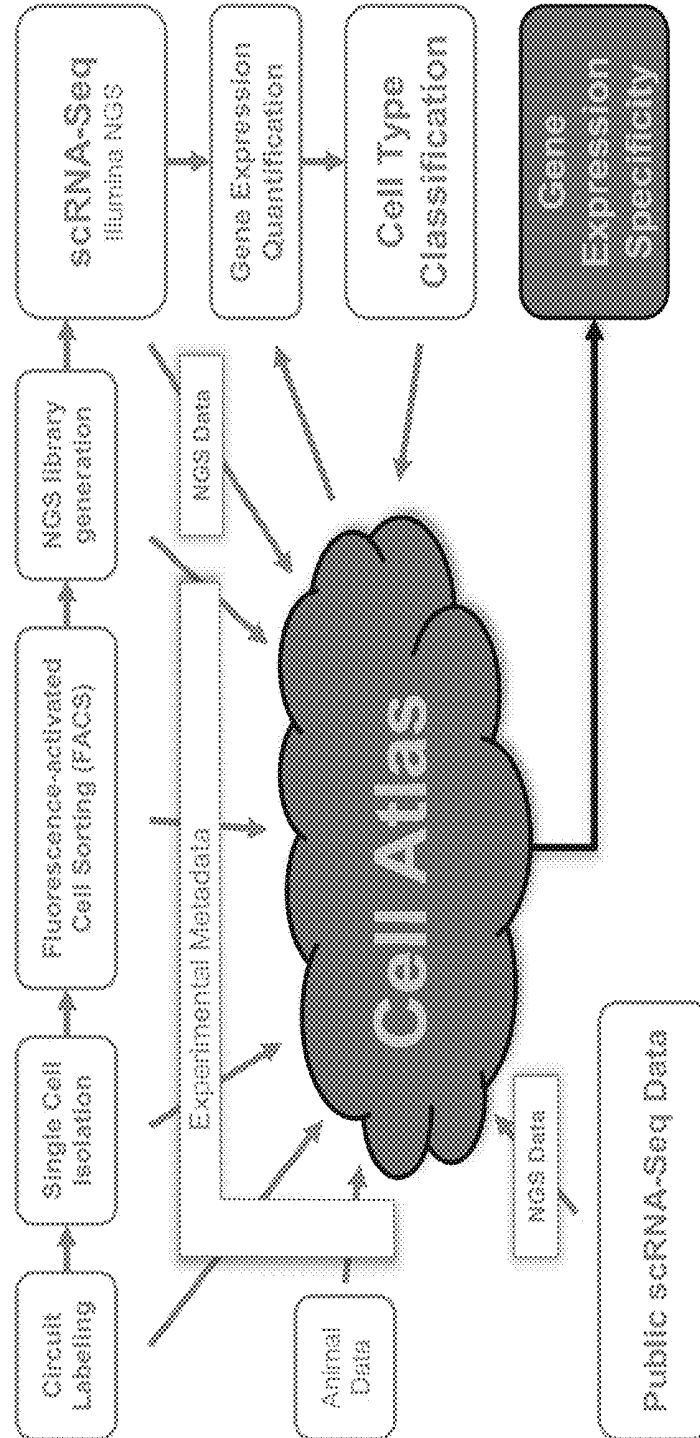 Circuit
Labeling
Single Cell
Isolation
Fluorescence-activated
Cell Sorting (FACS)
NGS library
generation
scRNA-Seq
Illumina NGS
Gene Expression
Quantification
Cell Type
Classification
Experimental Metadata
NGS Data
Animal
Data
Cell Atlas
NGS Data
Public scRNA-Seq Data
Gene
Expression
Specificity